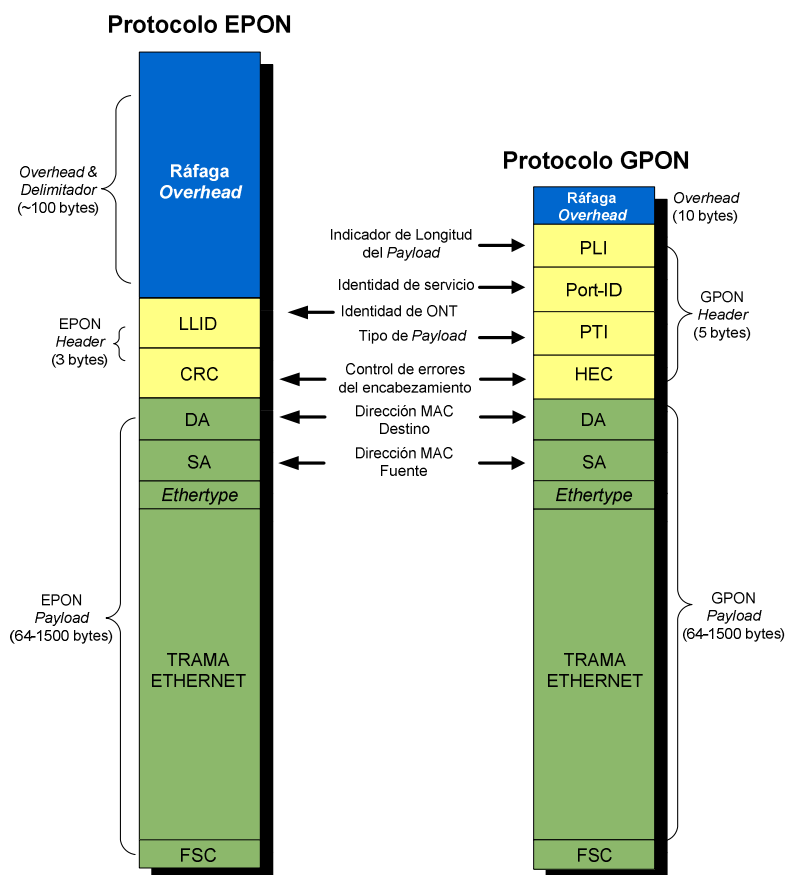 Protocolo EPON
Ráfaga
Overhead
Overhead &
Delimitador
(~100 bytes)
LLID
CRC
EPON
Header
(3 bytes)
DA
SA
Ethertype
TRAMA
ETHERNET
FSC
EPON
Payload
(64-1500 bytes)
Indicador de Longitud
del Payload
Identidad de servicio
Identidad de ONT
Tipo de Payload
Control de errores
del encabezamiento
Dirección MAC
Destino
Dirección MAC
Fuente
Protocolo GPON
Ráfaga
Overhead
Overhead
(10 bytes)
PLI
Port-ID
PTI
HEC
GPON
Header
(5 bytes)
DA
SA
Ethertype
TRAMA
ETHERNET
FSC
GPON
Payload
(64-1500 bytes)